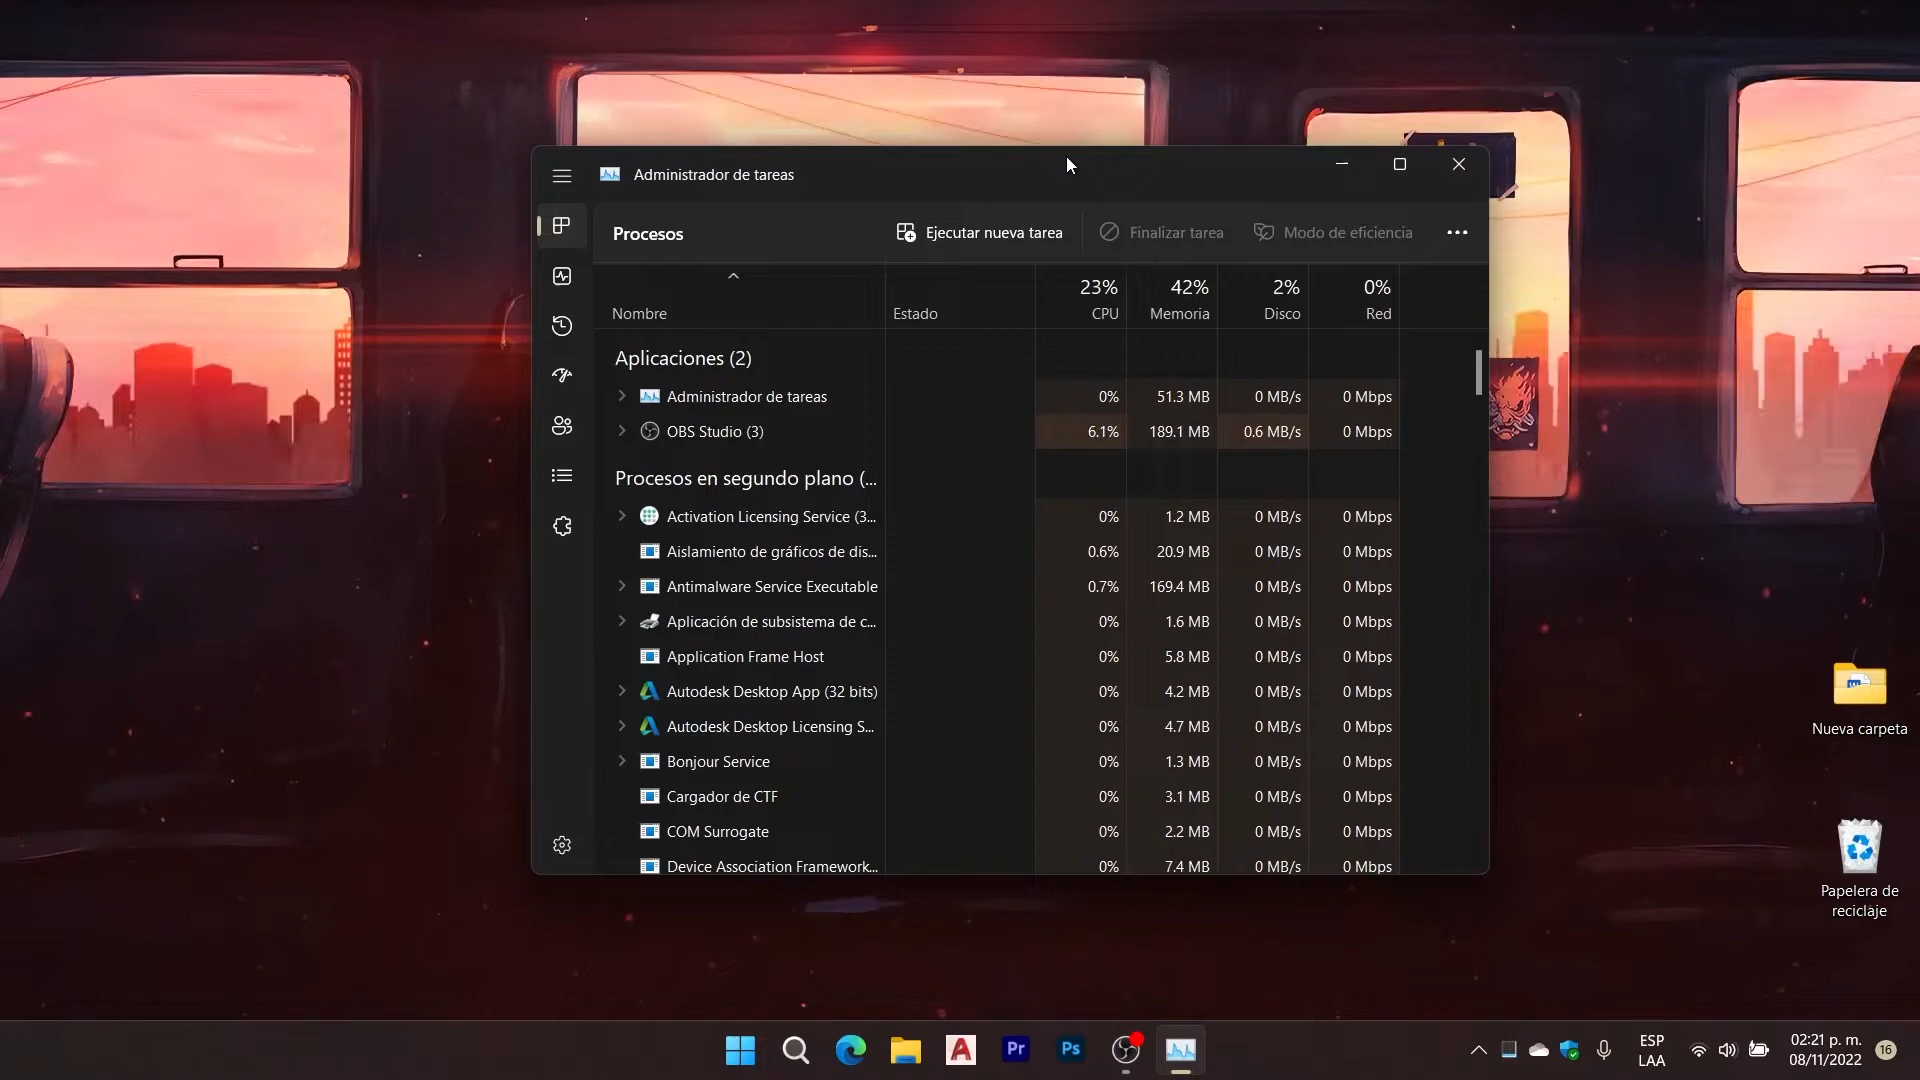 Administrador de tareas
Procesos
Ejecutar nueva tarea
Finalizar tarea
Modo de eficiencia
23% 42% 2% 0%
Nombre Estado CPU Memoria Disco Red
Aplicaciones (2)
Administrador de tareas 0% 51.3 MB 0 MB/s 0 Mbps
OBS Studio (3) 6.1% 189.1 MB 0.6 MB/s 0 Mbps
Procesos en segundo plano (...
Activation Licensing Service (3... 0% 1.2 MB 0 MB/s 0 Mbps
Aislamiento de gráficos de dis... 0.6% 20.9 MB 0 MB/s 0 Mbps
Antimalware Service Executable 0.7% 169.4 MB 0 MB/s 0 Mbps
Aplicación de subsistema de c... 0% 1.6 MB 0 MB/s 0 Mbps
Application Frame Host 0% 5.8 MB 0 MB/s 0 Mbps
Autodesk Desktop App (32 bits) 0% 4.2 MB 0 MB/s 0 Mbps
Autodesk Desktop Licensing S... 0% 4.7 MB 0 MB/s 0 Mbps
Bonjour Service 0% 1.3 MB 0 MB/s 0 Mbps
Cargador de CTF 0% 3.1 MB 0 MB/s 0 Mbps
COM Surrogate 0% 2.2 MB 0 MB/s 0 Mbps
Device Association Framework... 0% 7.4 MB 0 MB/s 0 Mbps
Nueva carpeta
Papelera de
reciclaje
A Pr Ps
ESP
LAA
02:21 p. m.
08/11/2022
16